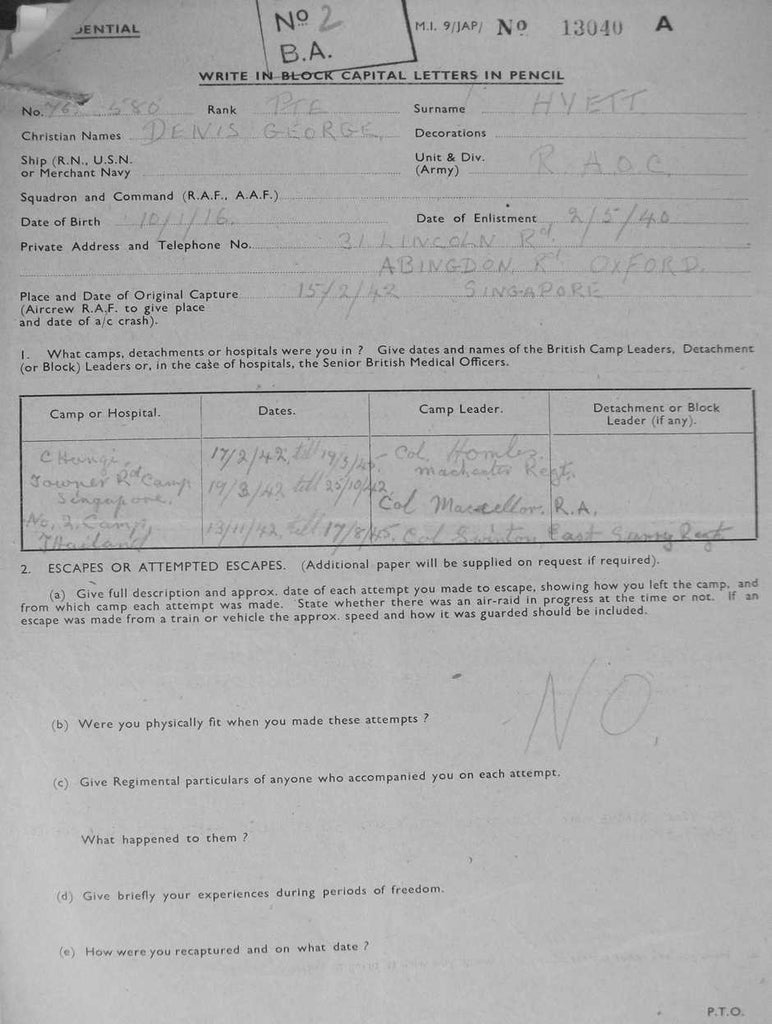 DENTIAL
No 2
B.A.
M.I. 9/JAP/ No 13040 A
WRITE IN BLOCK CAPITAL LETTERS IN PENCIL
No. 580 Rank PTE Surname HYETT
Christian Names DENIS GEORGE. Decorations
Ship (R.N., U.S.N.
or Merchant Navy
Unit & Div.
(Army) R.A.O.C.
Squadron and Command (R.A.F., A.A.F.)
Date of Birth 10/1/16. Date of Enlistment 2/5/40
Private Address and Telephone No. 31 LINCOLN Rd.
ABINGDON Rd OXFORD.
Place and Date of Original Capture 15/2/42 SINGAPORE
(Aircrew R.A.F. to give place
and date of a/c crash).
1. What camps, detachments or hospitals were you in ? Give dates and names of the British Camp Leaders, Detachment
(or Block) Leaders or, in the case of hospitals, the Senior British Medical Officers.
Camp or Hospital. Dates. Camp Leader. Detachment or Block
Leader (if any).
Changi, 17/2/42, till Col.
Manchester Regt.
Towner Rd Camp 19/3/42 till 25/10/42
Singapore. Col R.A.
No. 2. Camp, 13/11/42, till 17/8/45. Col Swinton, East Surrey Regt
Thailand
2. ESCAPES OR ATTEMPTED ESCAPES. (Additional paper will be supplied on request if required).
(a) Give full description and approx. date of each attempt you made to escape, showing how you left the camp, and
from which camp each attempt was made. State whether there was an air-raid in progress at the time or not. If an
escape was made from a train or vehicle the approx. speed and how it was guarded should be included.
NO.
(b) Were you physically fit when you made these attempts ?
(c) Give Regimental particulars of anyone who accompanied you on each attempt.
What happened to them ?
(d) Give briefly your experiences during periods of freedom.
(e) How were you recaptured and on what date ?
P.T.O.